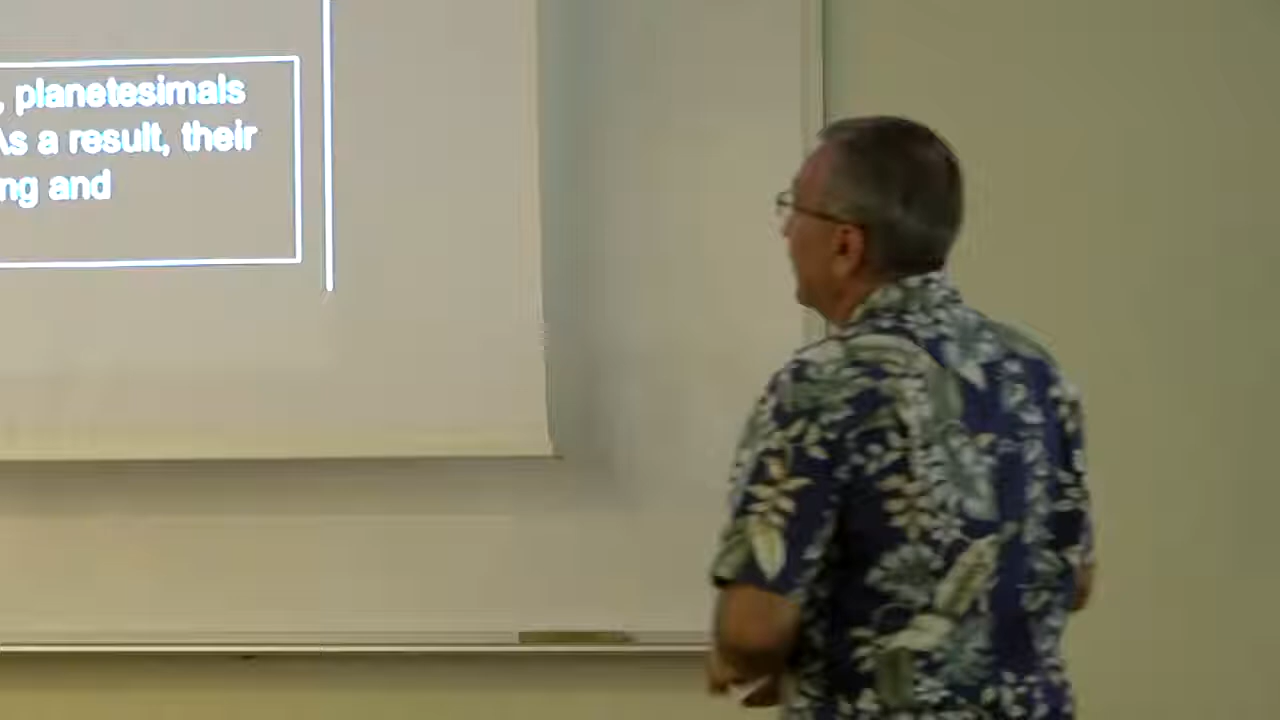 , planetesimals
As a result, their
ng and